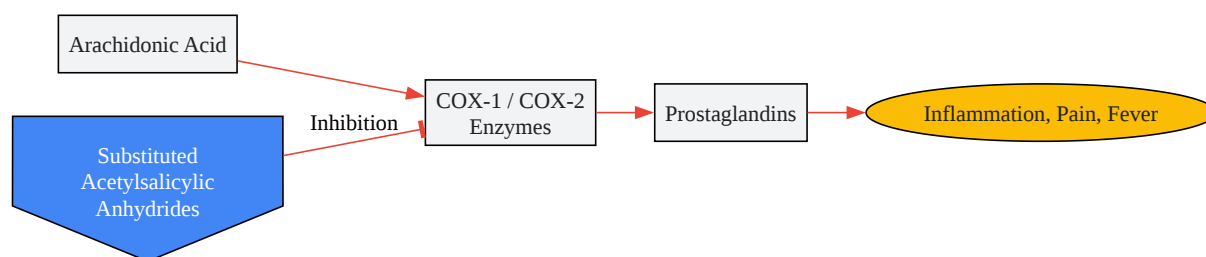 Arachidonic Acid
Inhibition
Substituted
Acetylsalicylic
Anhydrides
COX-1 / COX-2
Enzymes
Prostaglandins
Inflammation, Pain, Fever